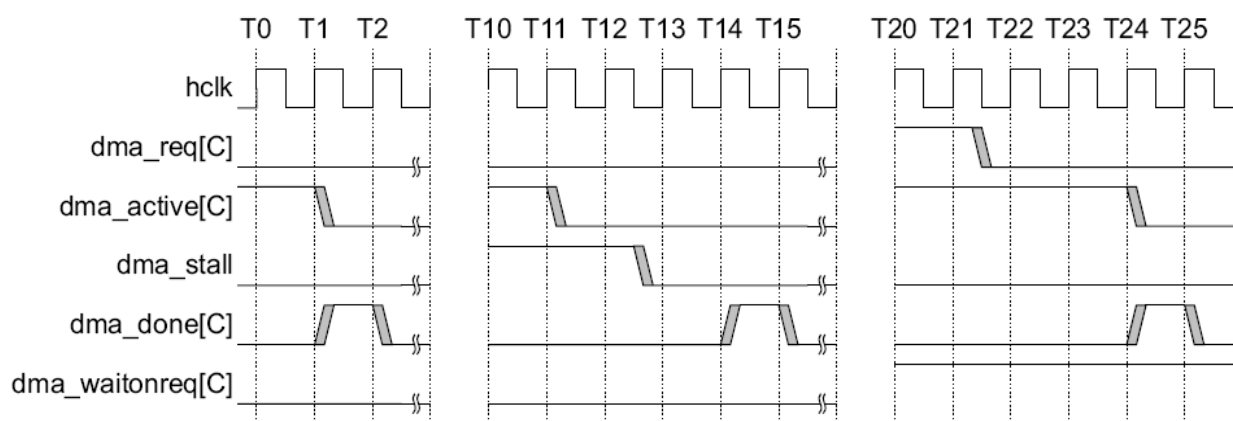 T0 T1 T2 T10 T11 T12 T13 T14 T15 T20 T21 T22 T23 T24 T25
hclk
dma_req[C]
dma_active[C]
dma_stall
dma_done[C]
dma_waitonreq[C]